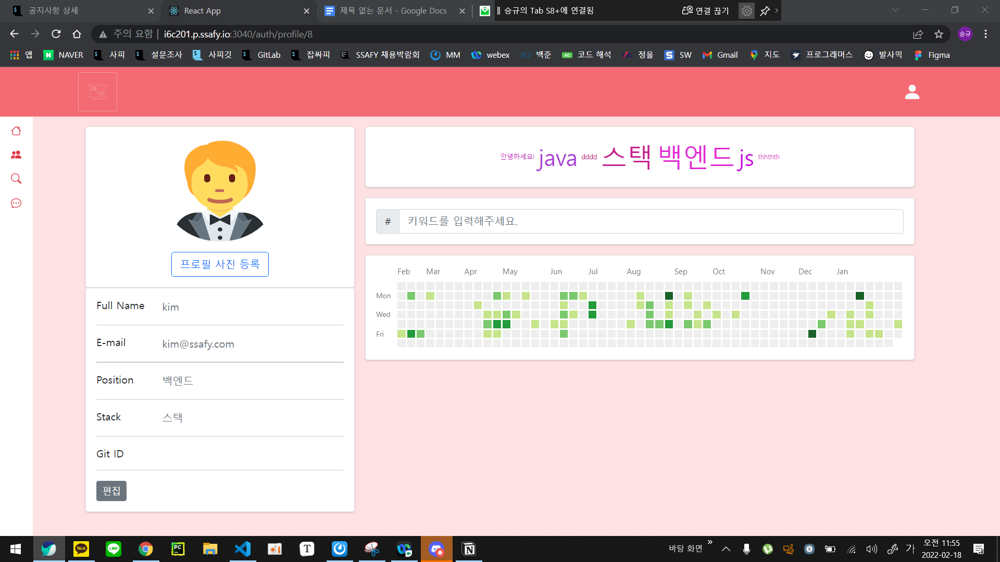 공지사항 상세
React App
제목 없는 문서 - Google Docs
승규의 Tab S8+에 연결됨
연결 끊기
주의 요함 | i6c201.p.ssafy.io:3040/auth/profile/8
승규
앱
NAVER
사피
설문조사
사피깃
GitLab
잡싸피
SSAFY 채용박람회
MM
webex
백준
코드 해석
정올
SW
Gmail
지도
프로그래머스
발사믹
Figma
DE
NS
안녕하세요! java dddd 스택 백엔드 js thhthth
# 키워드를 입력해주세요.
프로필 사진 등록
Feb Mar Apr May Jun Jul Aug Sep Oct Nov Dec Jan
Mon
Wed
Fri
Full Name kim
E-mail kim@ssafy.com
Position 백엔드
Stack 스택
Git ID
편집
바탕 화면
가
오전 11:55
2022-02-18